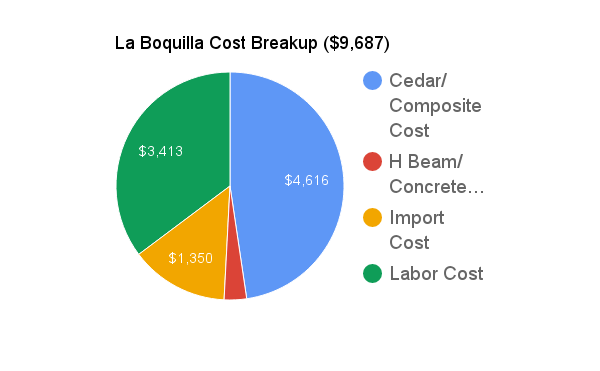 La Boquilla Cost Breakup ($9,687)
Cedar/
Composite
Cost
H Beam/
Concrete...
Import
Cost
Labor Cost
$3,413
$4,616
$1,350